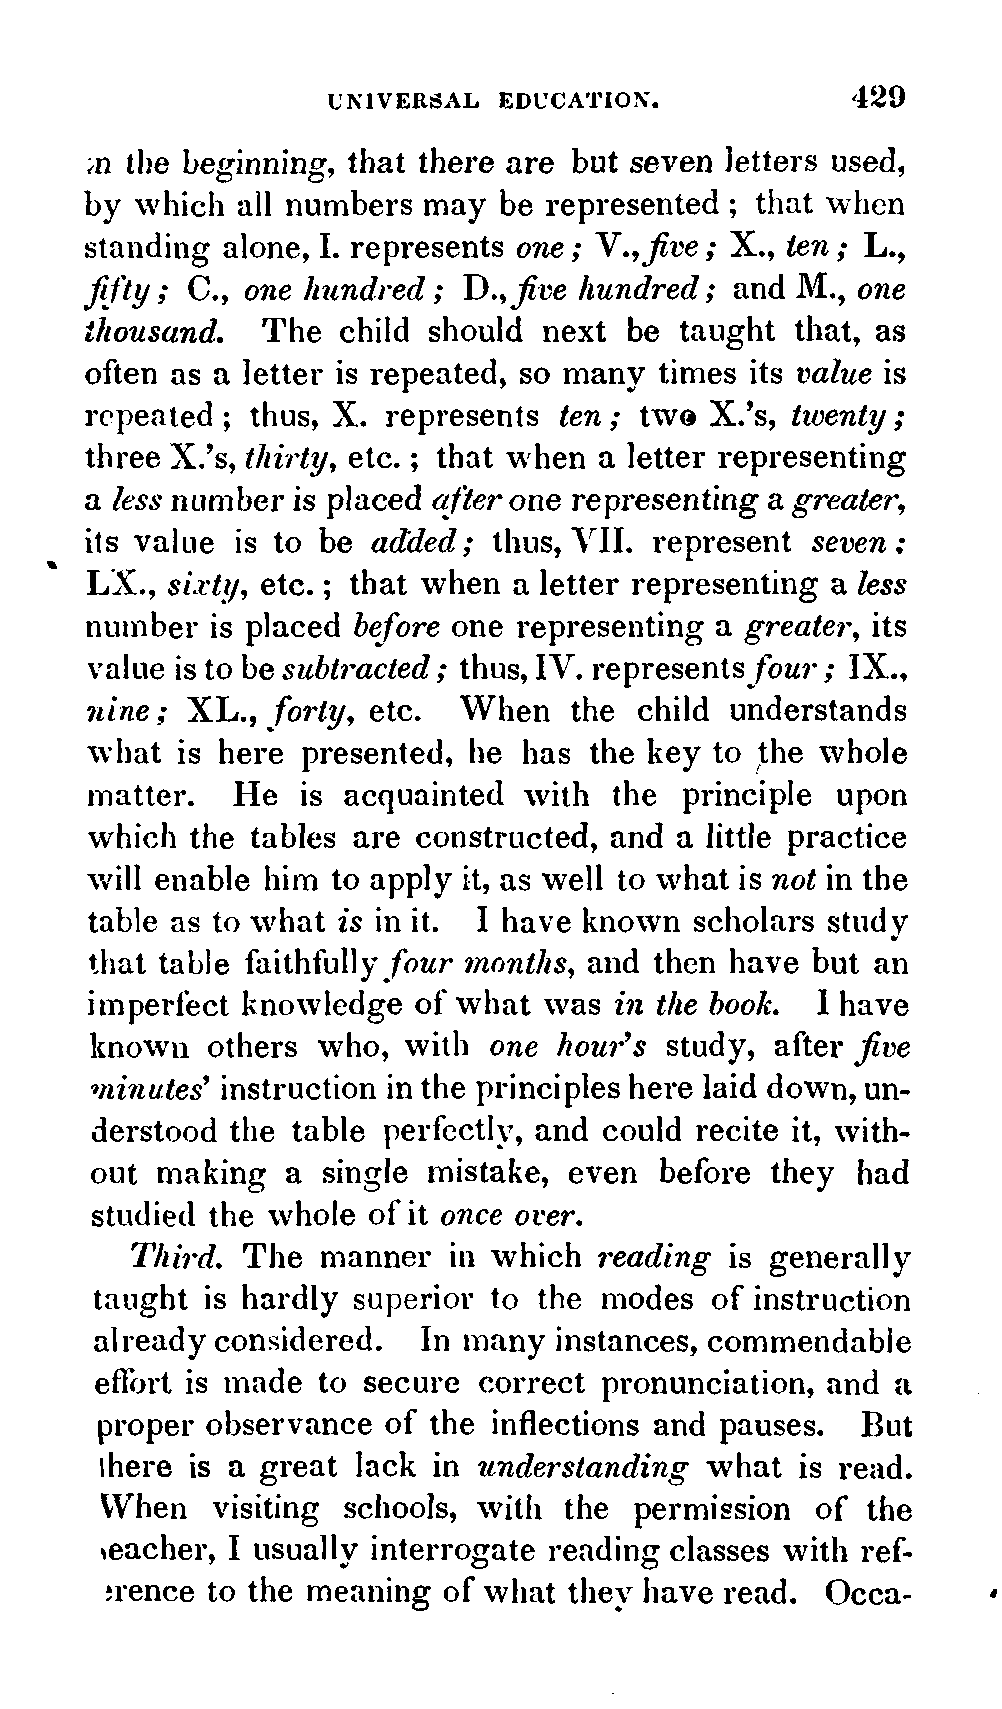 UNIVERSAL EDUCATION. 429
in the beginning, that there are but seven letters used,
by which all numbers may be represented ; that when
standing alone, I. represents one ; V., five ; X., ten ; L.,
fifty ; C., one hundred ; D., five hundred ; and M., one
thousand. The child should next be taught that, as
often as a letter is repeated, so many times its value is
repeated ; thus, X. represents ten ; two X.'s, twenty ;
three X.'s, thirty, etc. ; that when a letter representing
a less number is placed after one representing a greater,
its value is to be added ; thus, VII. represent seven :
LX., sixty, etc. ; that when a letter representing a less
number is placed before one representing a greater, its
value is to be subtracted ; thus, IV. represents four ; IX.,
nine ; XL., forty, etc. When the child understands
what is here presented, he has the key to the whole
matter. He is acquainted with the principle upon
which the tables are constructed, and a little practice
will enable him to apply it, as well to what is not in the
table as to what is in it. I have known scholars study
that table faithfully four months, and then have but an
imperfect knowledge of what was in the book. I have
known others who, with one hour's study, after five
minutes' instruction in the principles here laid down, un-
derstood the table perfectly, and could recite it, with-
out making a single mistake, even before they had
studied the whole of it once over.
Third. The manner in which reading is generally
taught is hardly superior to the modes of instruction
already considered. In many instances, commendable
effort is made to secure correct pronunciation, and a
proper observance of the inflections and pauses. But
there is a great lack in understanding what is read.
When visiting schools, with the permission of the
teacher, I usually interrogate reading classes with ref-
erence to the meaning of what they have read. Occa-